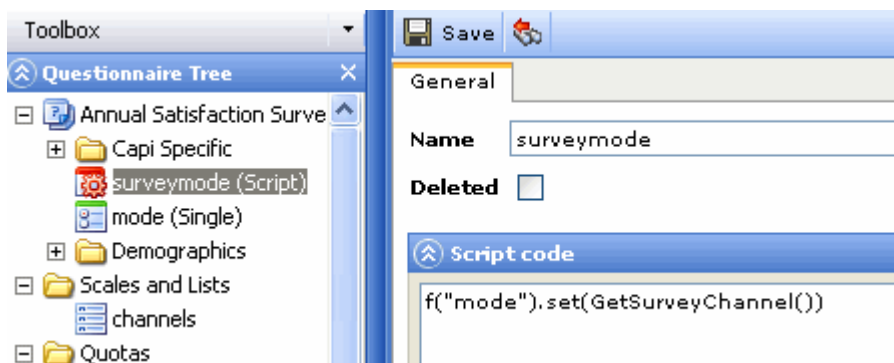 Toolbox
Questionnaire Tree
Annual Satisfaction Surve
Capi Specific
surveymode (Script)
mode (Single)
Demographics
Scales and Lists
channels
Quotas
Save
General
Name surveymode
Deleted
Script code
f("mode").set(GetSurveyChannel())